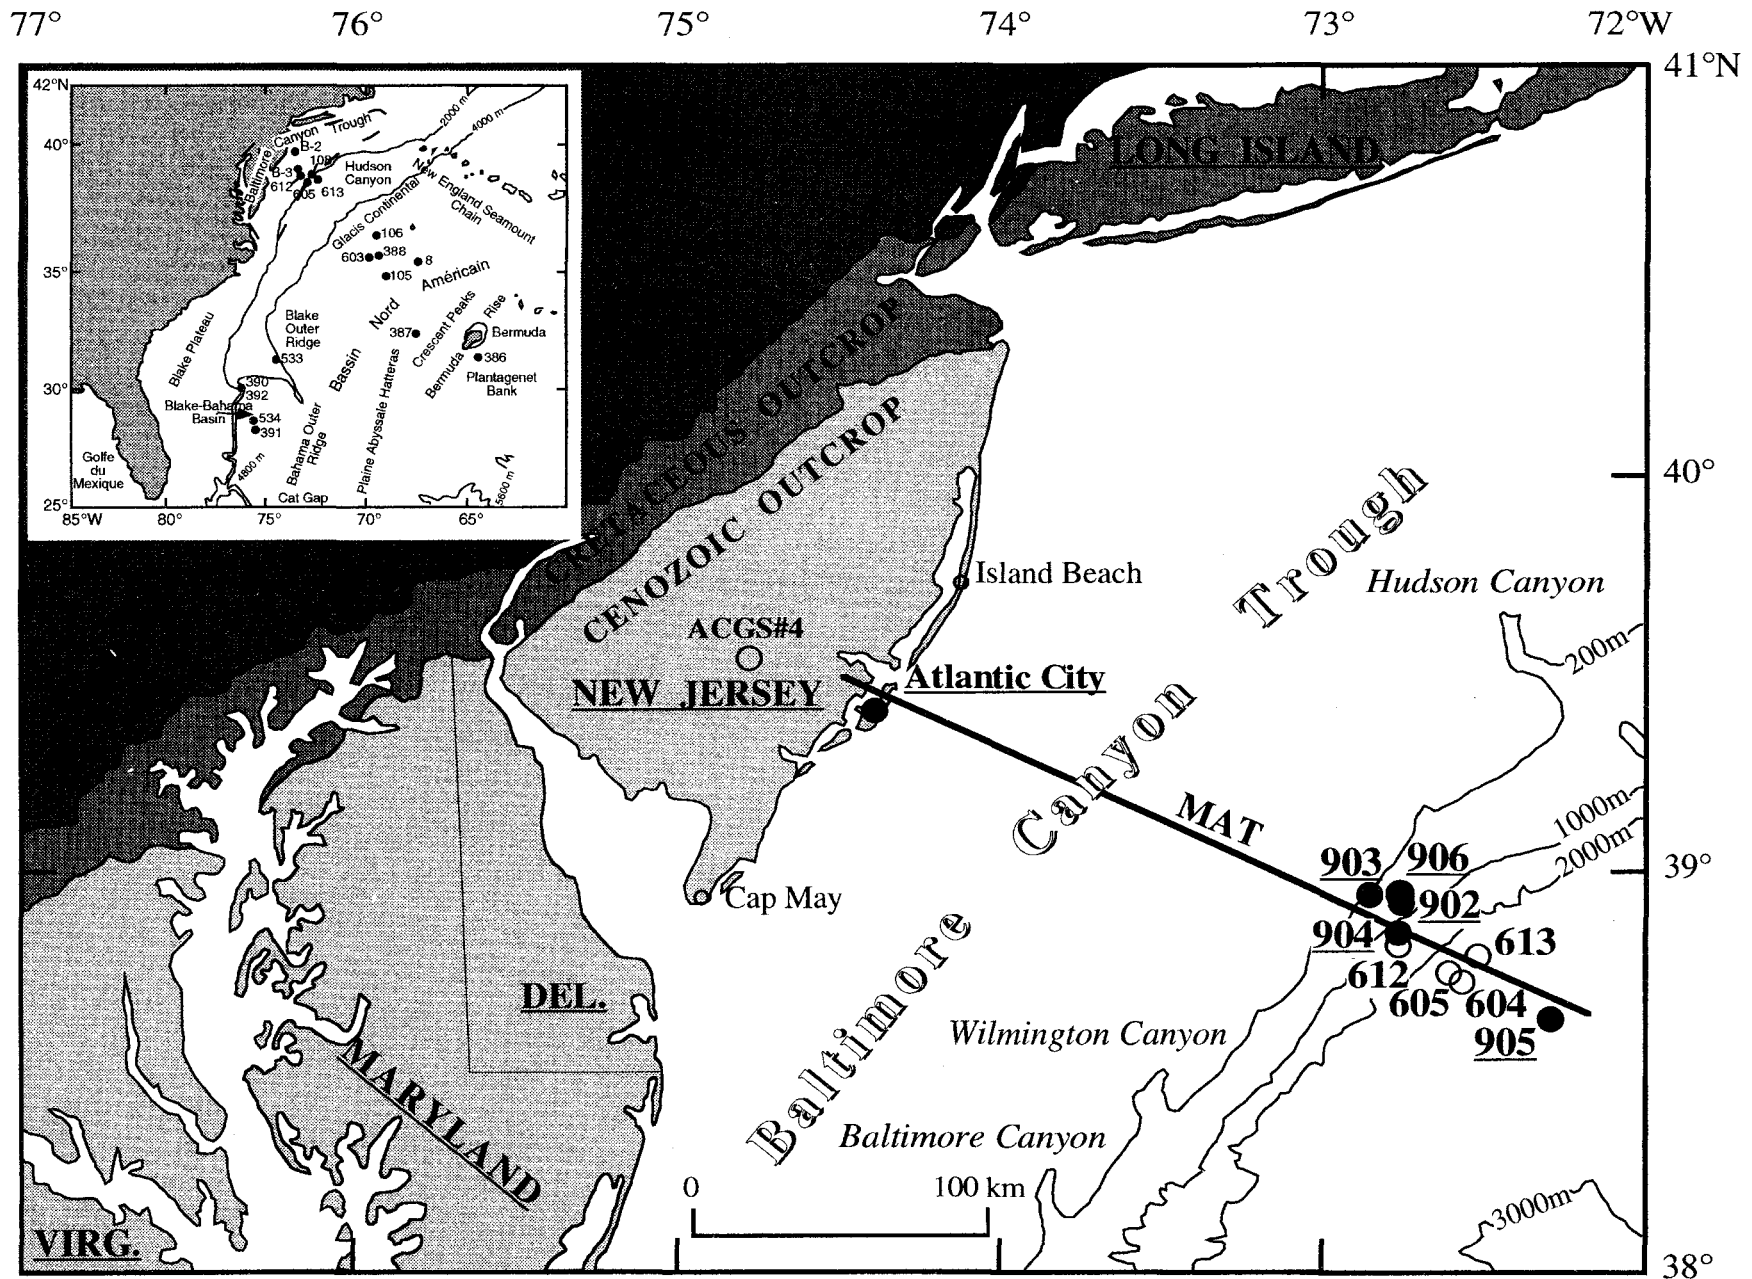 77° 76° 75° 74° 73° 72°W
41°N
42°N
40°
35°
30°
25°
85°W 80° 75° 70° 65°
Baltimore Canyon Trough
2000 m
4000 m
B-2
108
B-3
612
605
613
Hudson
Canyon
New England Seamount
Chain
Glacis Continental
106
388
603
8
105
Américain
Nord
Bassin
387
Crescent Peaks
Bermuda Rise
Bermuda
386
Plantagenet
Bank
Blake Plateau
Blake
Outer
Ridge
533
390
392
Blake-Bahama
Basin
534
391
Bahama Outer
Ridge
Plaine Abyssale Hatteras
Golfe
du
Mexique
4800 m
Cat Gap
5600 m
LONG ISLAND
CRETACEOUS OUTCROP
CENOZOIC OUTCROP
40°
Island Beach
Hudson Canyon
ACGS#4
NEW JERSEY
Atlantic City
200m
Baltimore Canyon Trough
MAT
1000m
2000m
903
906
39°
Cap May
902
904
613
612
605
604
905
DEL.
Wilmington Canyon
MARYLAND
Baltimore Canyon
0 100 km
3000m
VIRG.
38°